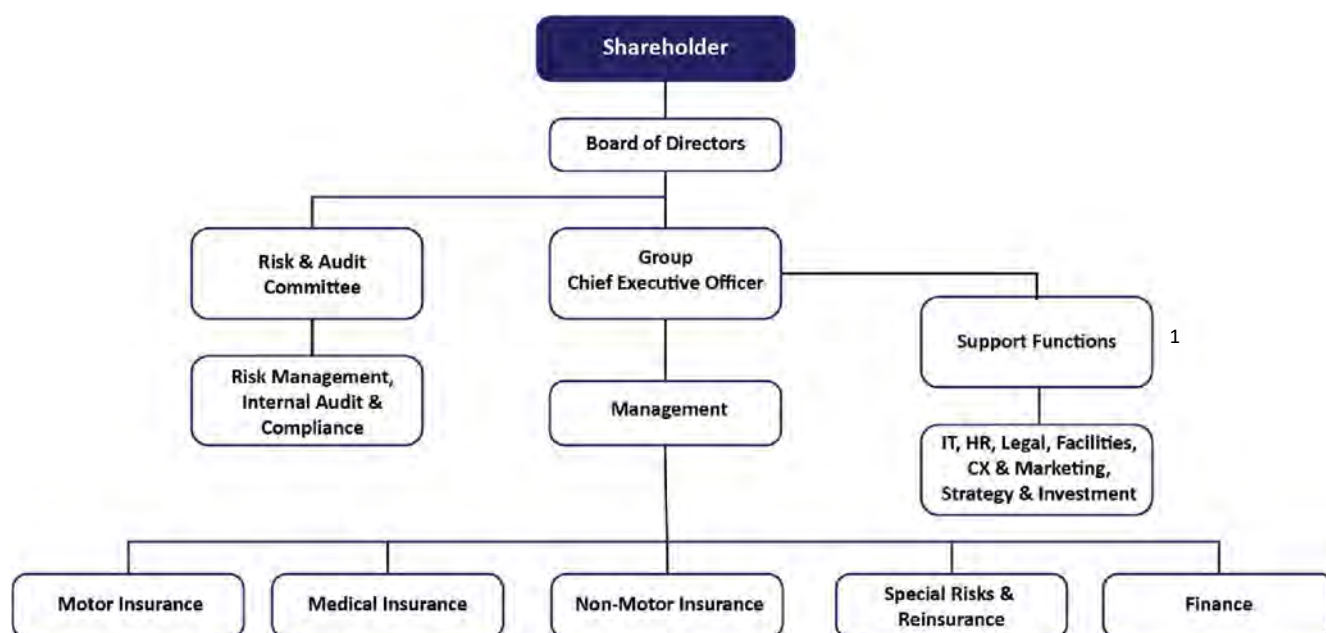 Shareholder
Board of Directors
Risk & Audit
Committee
Group
Chief Executive Officer
Support Functions
1
Risk Management,
Internal Audit &
Compliance
Management
IT, HR, Legal, Facilities,
CX & Marketing,
Strategy & Investment
Motor Insurance
Medical Insurance
Non-Motor Insurance
Special Risks &
Reinsurance
Finance